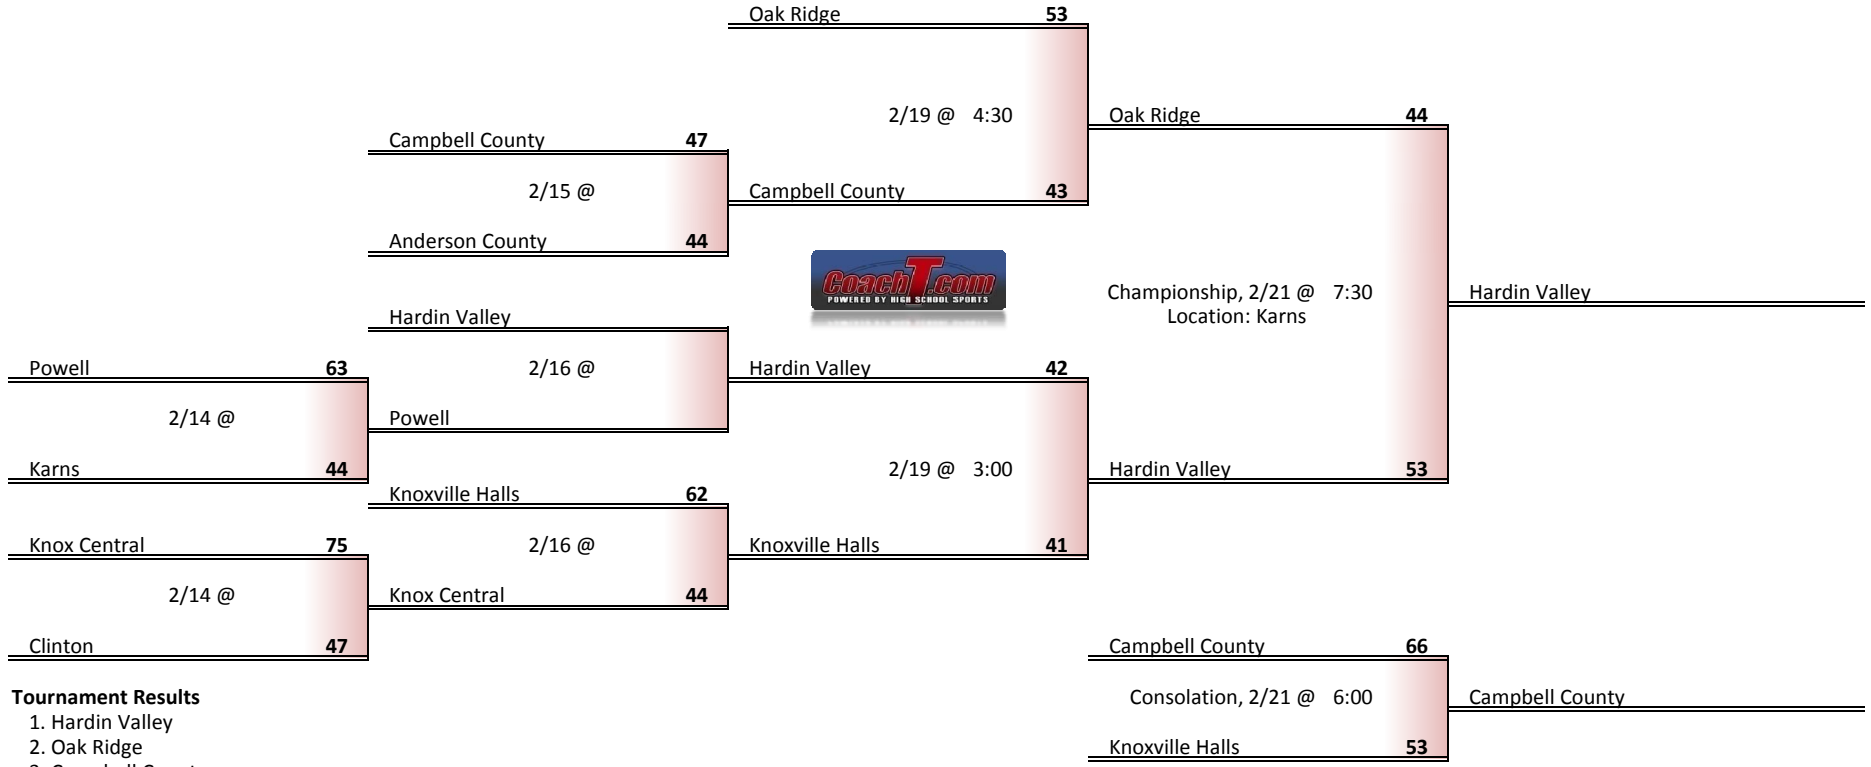 Oak Ridge 53
2/19 @ 4:30
Oak Ridge 44
Campbell County 47
2/15 @
Campbell County 43
Anderson County 44
CoachT.com
POWERED BY HIGH SCHOOL SPORTS
Championship, 2/21 @ 7:30
Location: Karns
Hardin Valley
Hardin Valley
Powell 63
2/16 @
Hardin Valley 42
2/14 @
Powell
Karns 44
2/19 @ 3:00
Hardin Valley 53
Knoxville Halls 62
Knox Central 75
2/16 @
Knoxville Halls 41
2/14 @
Knox Central 44
Clinton 47
Campbell County 66
Consolation, 2/21 @ 6:00
Campbell County
Knoxville Halls 53
Tournament Results
1. Hardin Valley
2. Oak Ridge